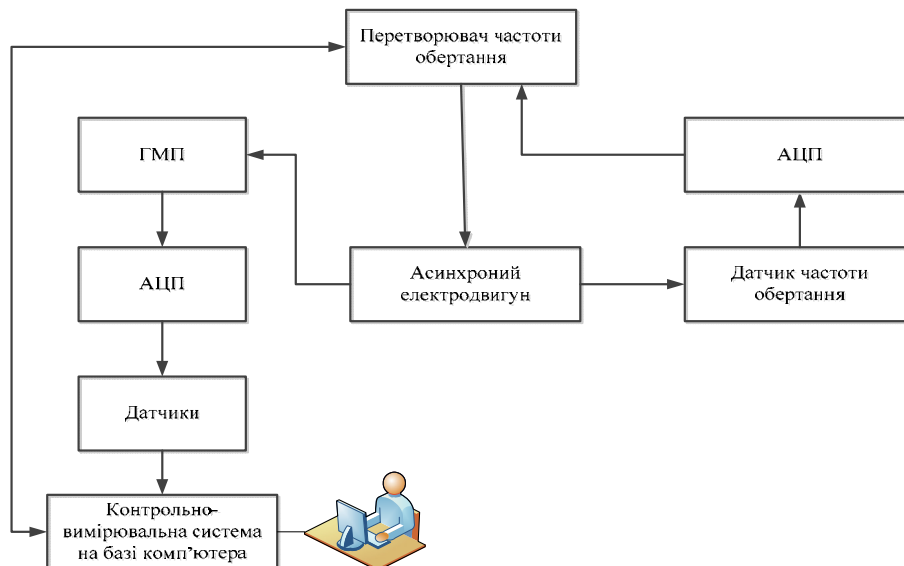 Перетворювач частоти
обертання
ГМП
АЦП
АЦП
Асинхроний
електродвигун
Датчик частоти
обертання
Датчики
Контрольно-
вимірювальна система
на базі комп’ютера